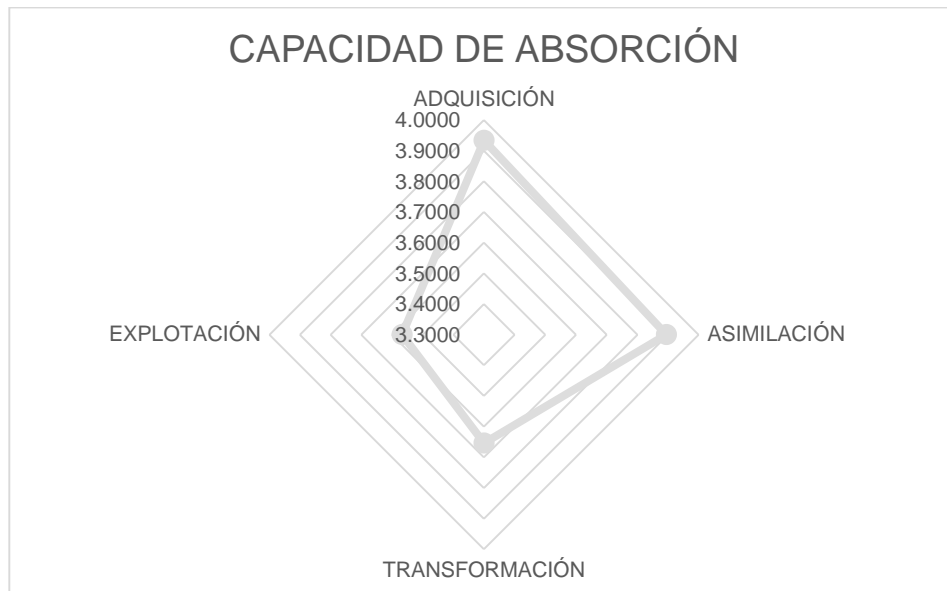 CAPACIDAD DE ABSORCIÓN
ADQUISICIÓN
4.0000
3.9000
3.8000
3.7000
3.6000
3.5000
3.4000
3.3000
EXPLOTACIÓN
ASIMILACIÓN
TRANSFORMACIÓN